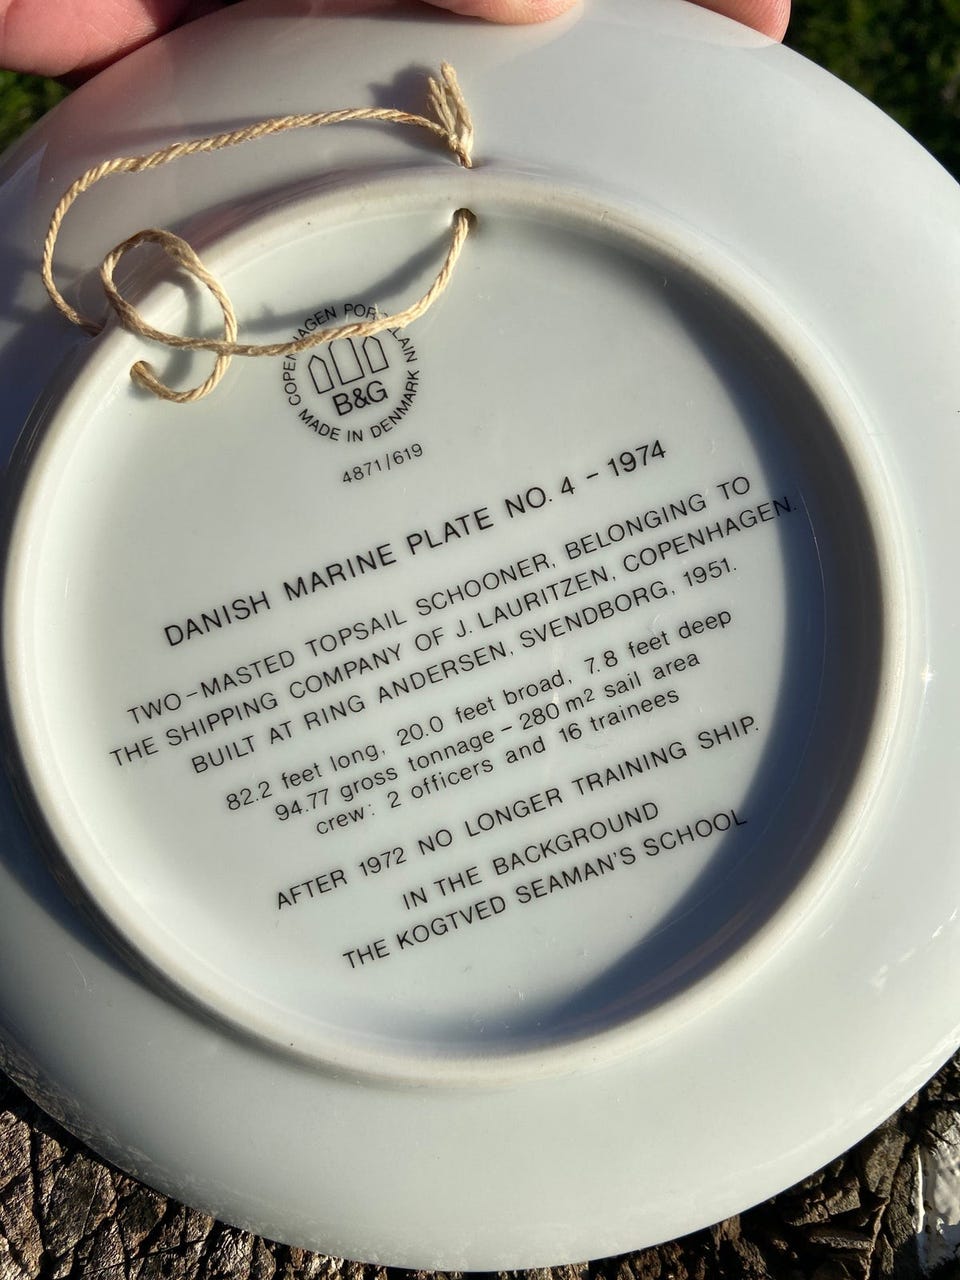 COPENHAGEN PORCELAIN
B&G
MADE IN DENMARK
4871/619
DANISH MARINE PLATE NO. 4 - 1974
TWO-MASTED TOPSAIL SCHOONER, BELONGING TO
THE SHIPPING COMPANY OF J. LAURITZEN, COPENHAGEN.
BUILT AT RING ANDERSEN, SVENDBORG, 1951.
82.2 feet long, 20.0 feet broad, 7.8 feet deep
94.77 gross tonnage - 280 m² sail area
crew: 2 officers and 16 trainees
AFTER 1972 NO LONGER TRAINING SHIP.
IN THE BACKGROUND
THE KOGTVED SEAMAN'S SCHOOL